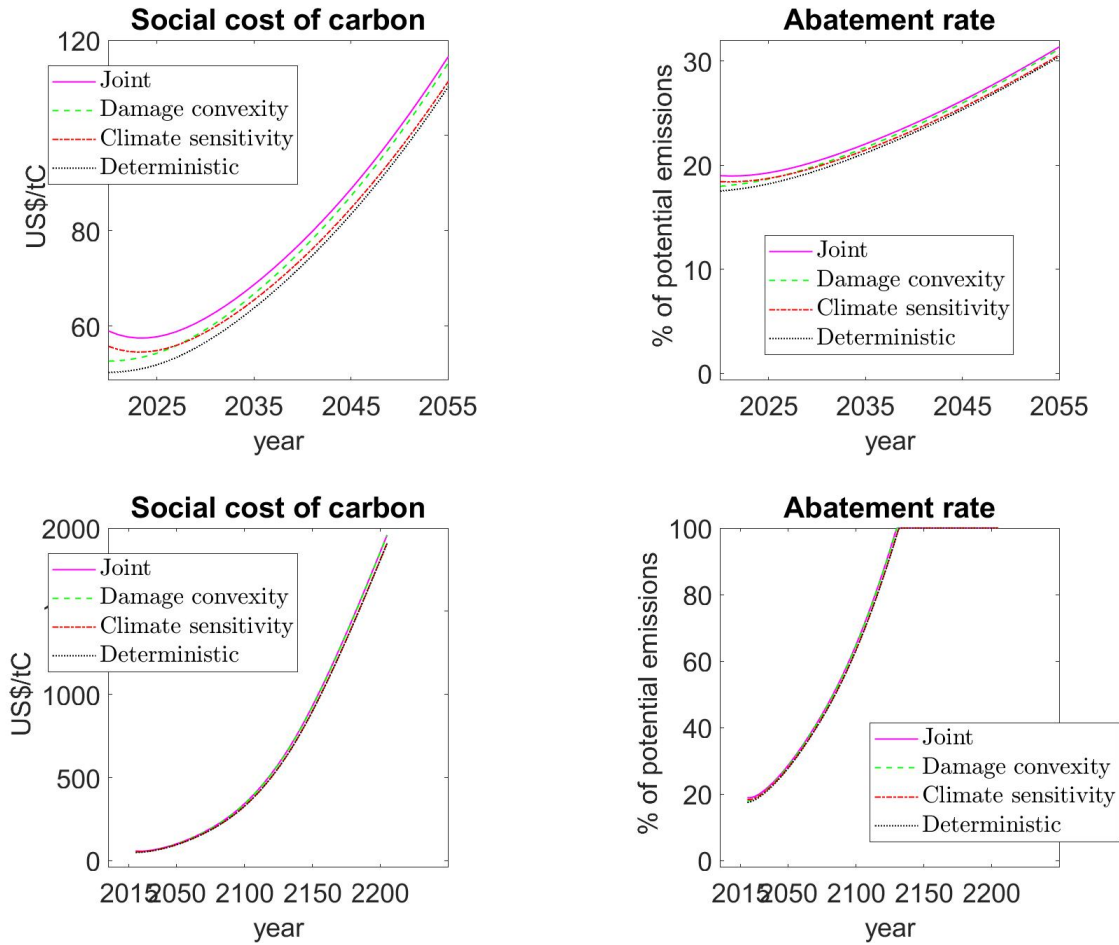 Social cost of carbon
120
80
60
US$/tC
Joint
Damage convexity
Climate sensitivity
Deterministic
2025 2035 2045 2055
year
Abatement rate
30
20
10
0
% of potential emissions
Joint
Damage convexity
Climate sensitivity
Deterministic
2025 2035 2045 2055
year
Social cost of carbon
2000
1000
500
0
US$/tC
Joint
Damage convexity
Climate sensitivity
Deterministic
2015 2050 2100 2150 2200
year
Abatement rate
100
80
60
40
20
0
% of potential emissions
Joint
Damage convexity
Climate sensitivity
Deterministic
2015 2050 2100 2150 2200
year